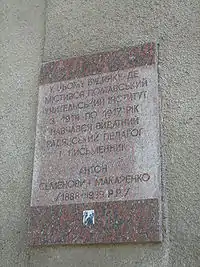 У ЦЬОМУ БУДИНКУ, ДЕ
МІСТИВСЯ ПОЛТАВСЬКИЙ
УЧИТЕЛЬСЬКИЙ ІНСТИТУТ
З 1914 ПО 1917 РІК
НАВЧАВСЯ ВИДАТНИЙ
РАДЯНСЬКИЙ ПЕДАГОГ
І ПИСЬМЕННИК
АНТОН
СЕМЕНОВИЧ МАКАРЕНКО
/1888-1939 Р.Р./